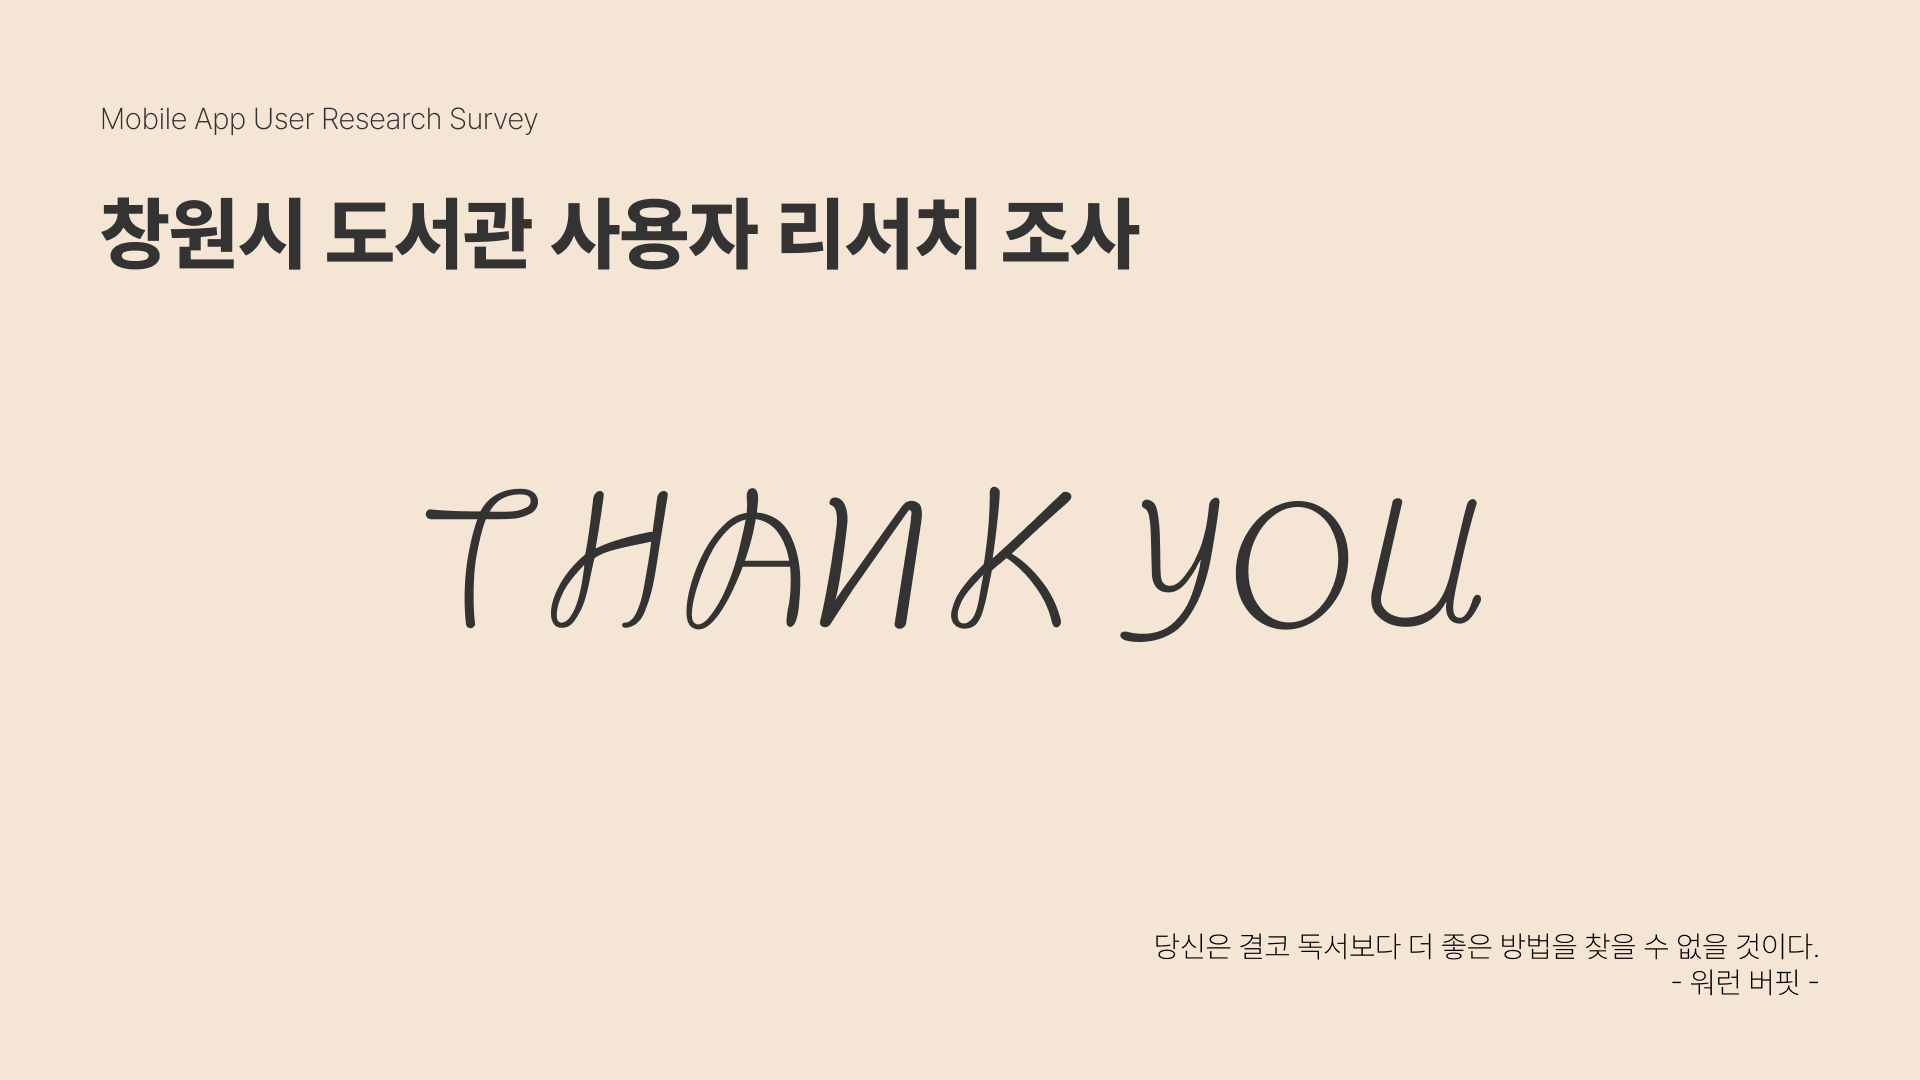 Mobile App User Research Survey
창원시 도서관 사용자 리서치 조사
THANK YOU
당신은 결코 독서보다 더 좋은 방법을 찾을 수 없을 것이다.
- 워런 버핏 -